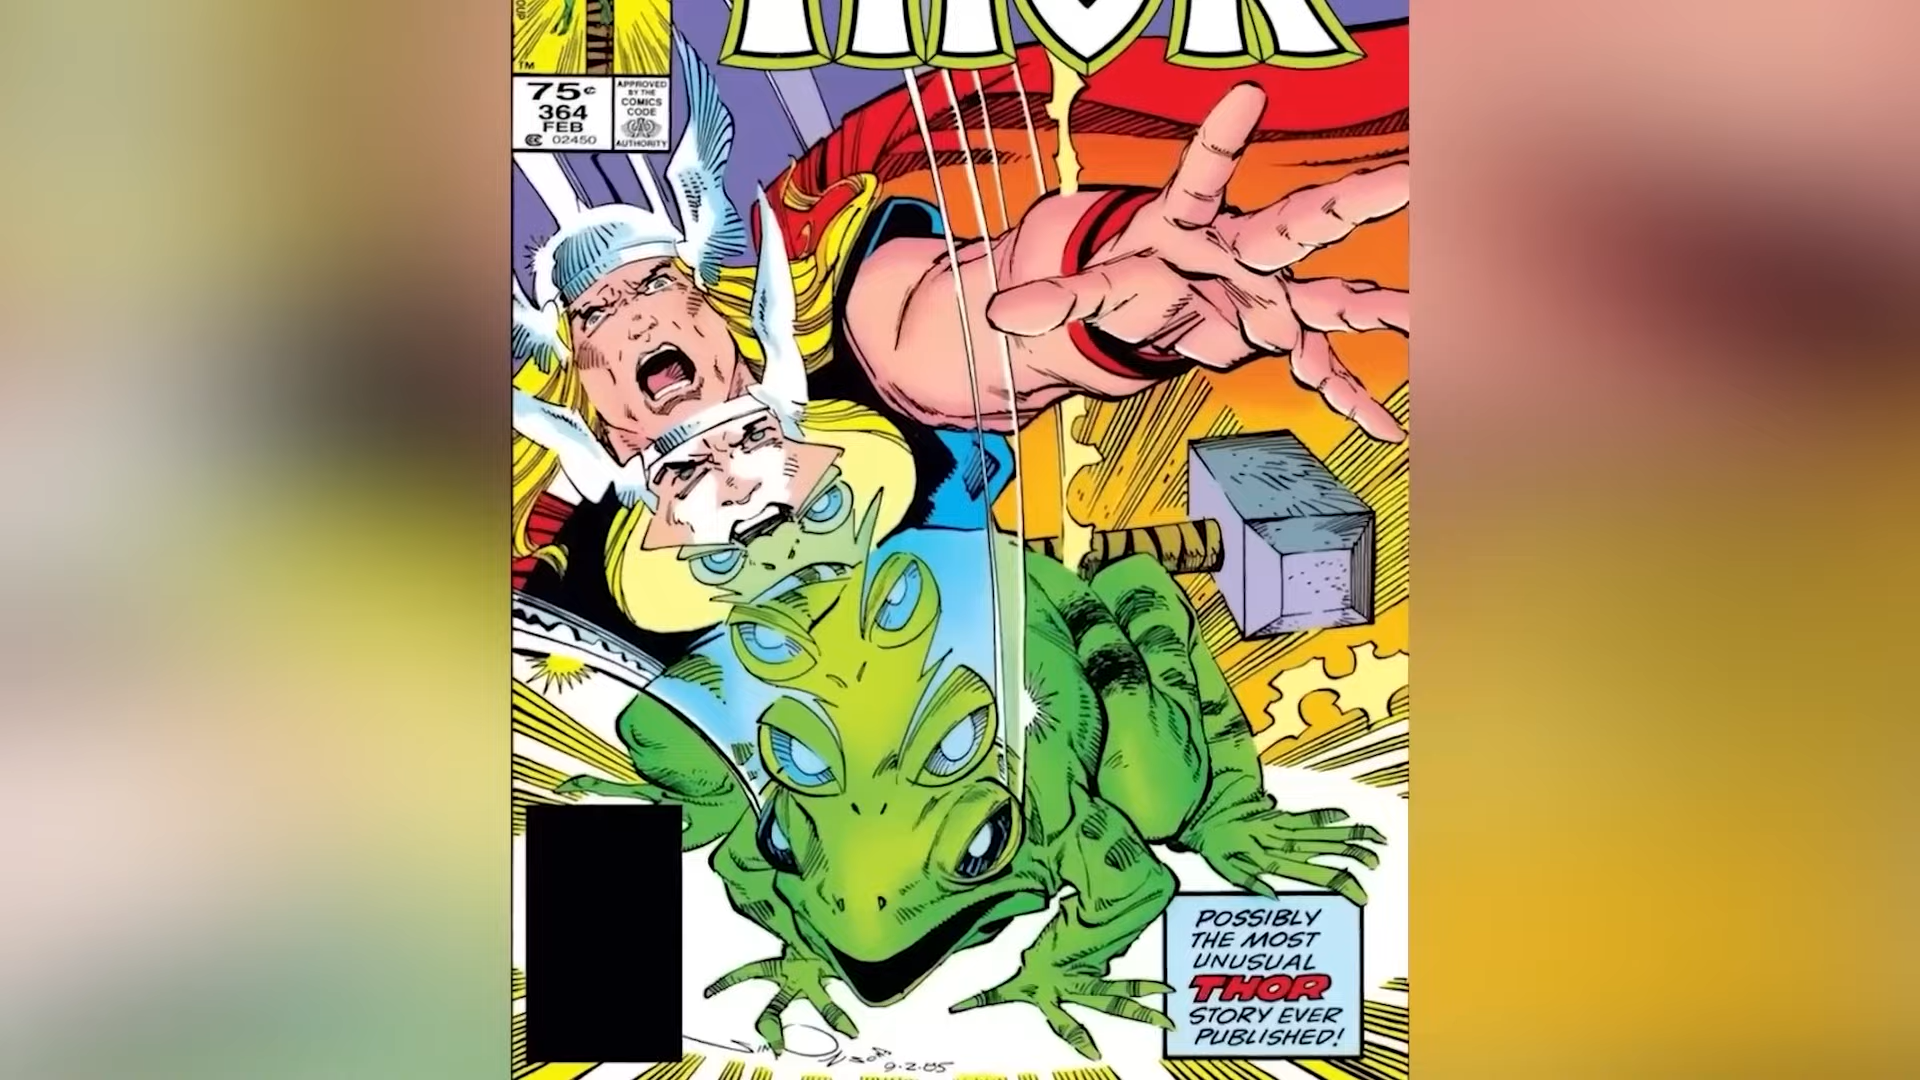 THOR
TM
75¢
364
FEB
02450
APPROVED
BY THE
COMICS
CODE
AUTHORITY
POSSIBLY
THE MOST
UNUSUAL
THOR
STORY EVER
PUBLISHED!
SIMONSON
9·2·85